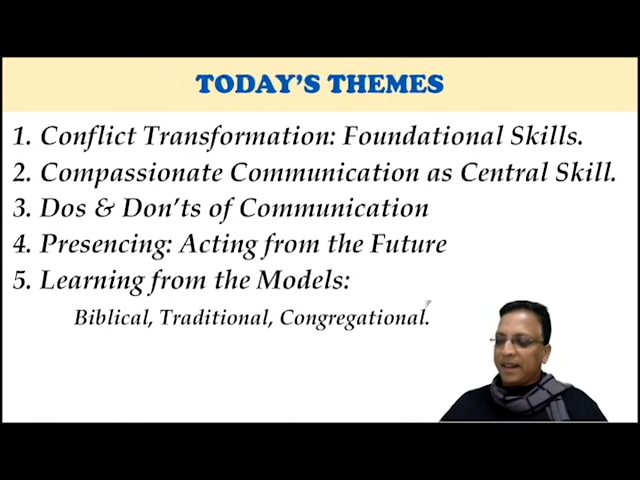 TODAY'S THEMES
1. Conflict Transformation: Foundational Skills.
2. Compassionate Communication as Central Skill.
3. Dos & Don'ts of Communication
4. Presencing: Acting from the Future
5. Learning from the Models:
Biblical, Traditional, Congregational.